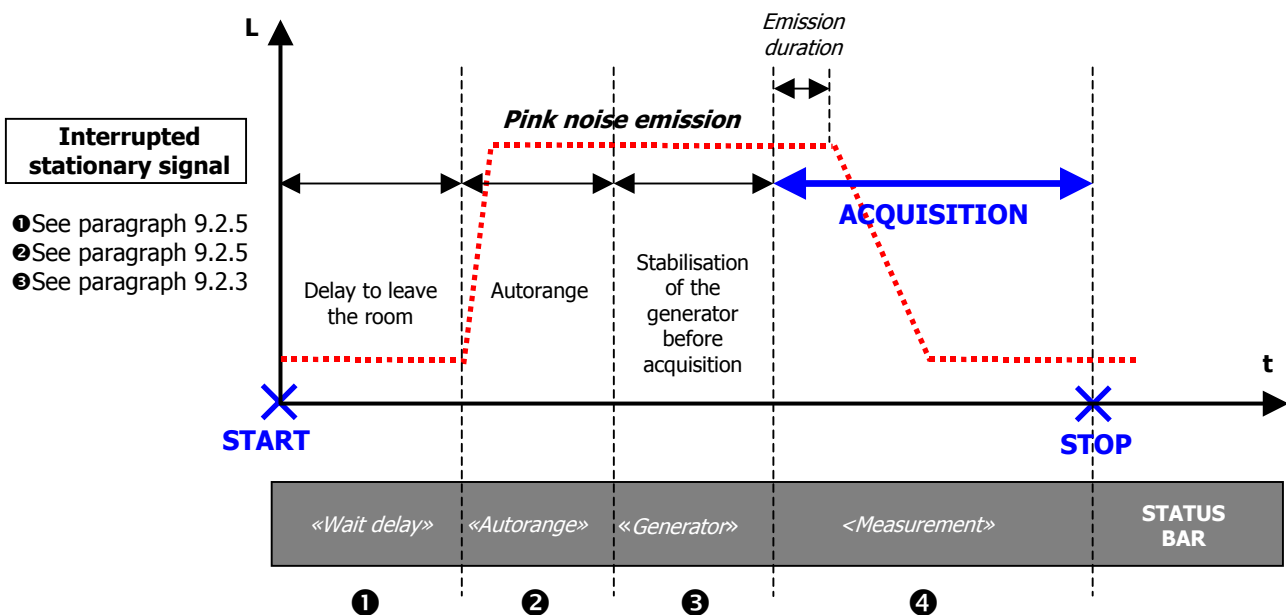 L
Emission
duration
Interrupted
stationary signal
Pink noise emission
❶See paragraph 9.2.5
❷See paragraph 9.2.5
❸See paragraph 9.2.3
ACQUISITION
Delay to leave
the room
Autorange
Stabilisation
of the
generator
before
acquisition
t
START
STOP
«Wait delay»
«Autorange»
«Generator»
<Measurement»
STATUS
BAR
❶
❷
❸
❹